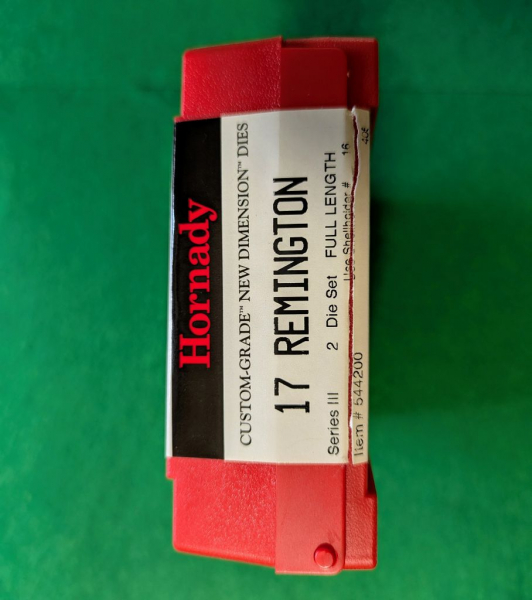 Hornady
CUSTOM-GRADE™ NEW DIMENSION™ DIES
17 REMINGTON
Series III 2 Die Set FULL LENGTH
Use Shellholder # 16
Item # 544200